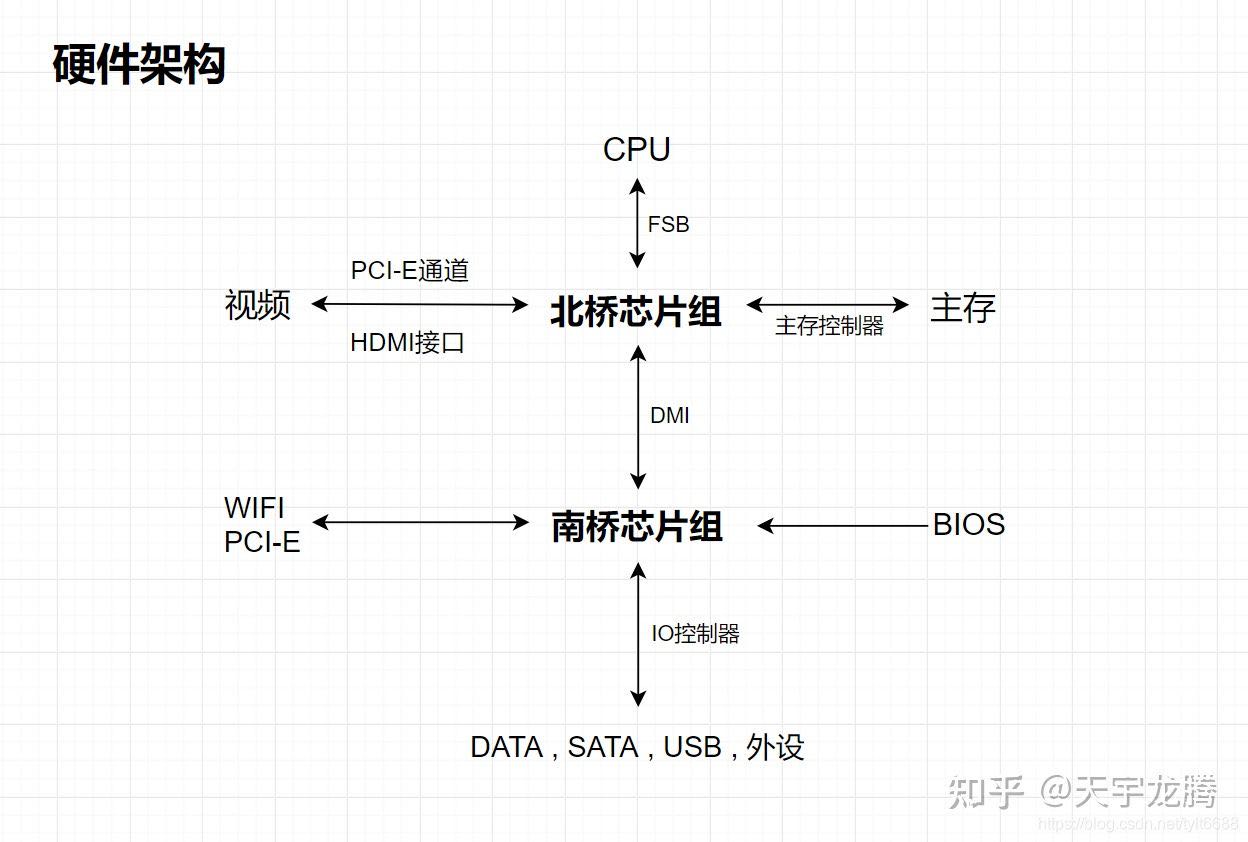 硬件架构
CPU
FSB
PCI-E通道
视频
北桥芯片组
主存
主存控制器
HDMI接口
DMI
WIFI
PCI-E
南桥芯片组
BIOS
IO控制器
DATA , SATA , USB , 外设
知乎 @天宇龙腾
https://blog.csdn.net/tylt6688